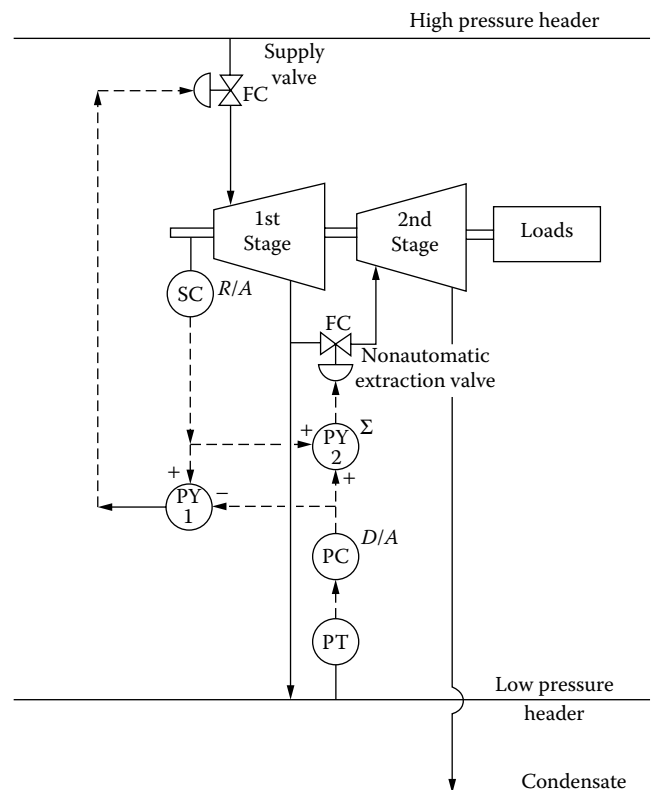 High pressure header
Supply
valve
FC
1st
Stage
2nd
Stage
Loads
SC
R/A
FC
Nonautomatic
extraction valve
+
PY
2
Σ
+
+
PY
1
−
D/A
PC
PT
Low pressure
header
Condensate